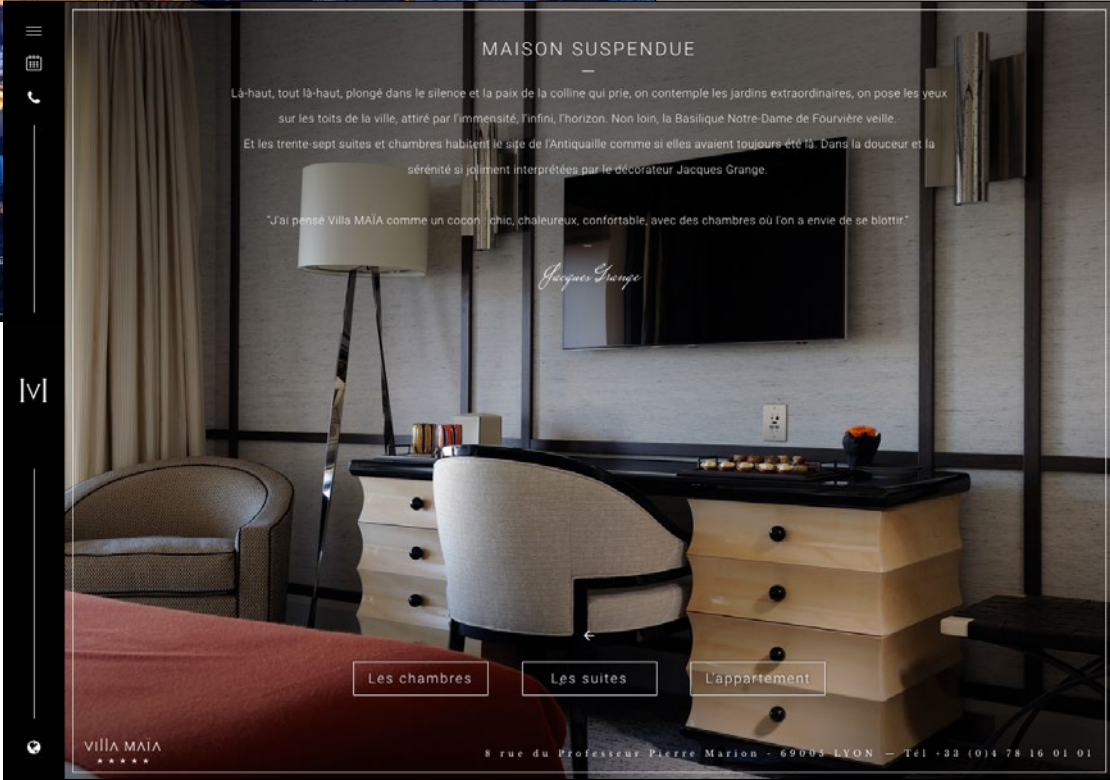 MAISON SUSPENDUE
Là-haut, tout là-haut, plongé dans le silence et la paix de la colline qui prie, on contemple les jardins extraordinaires, on pose les yeux
sur les toits de la ville, attiré par l'immensité, l'infini, l'horizon. Non loin, la Basilique Notre-Dame de Fourvière veille.
Et les trente-sept suites et chambres habitent le site de l'Antiquaille comme si elles avaient toujours été là. Dans la douceur et la
sérénité si joliment interprétées par le décorateur Jacques Grange.
"J'ai pensé Villa MAÏA comme un cocon : chic, chaleureux, confortable, avec des chambres où l'on a envie de se blottir."
Jacques Grange
|V|
Les chambres
Les suites
L'appartement
VILLA MAÏA
8 rue du Professeur Pierre Marion - 69005 LYON — Tél +33 (0)4 78 16 01 01